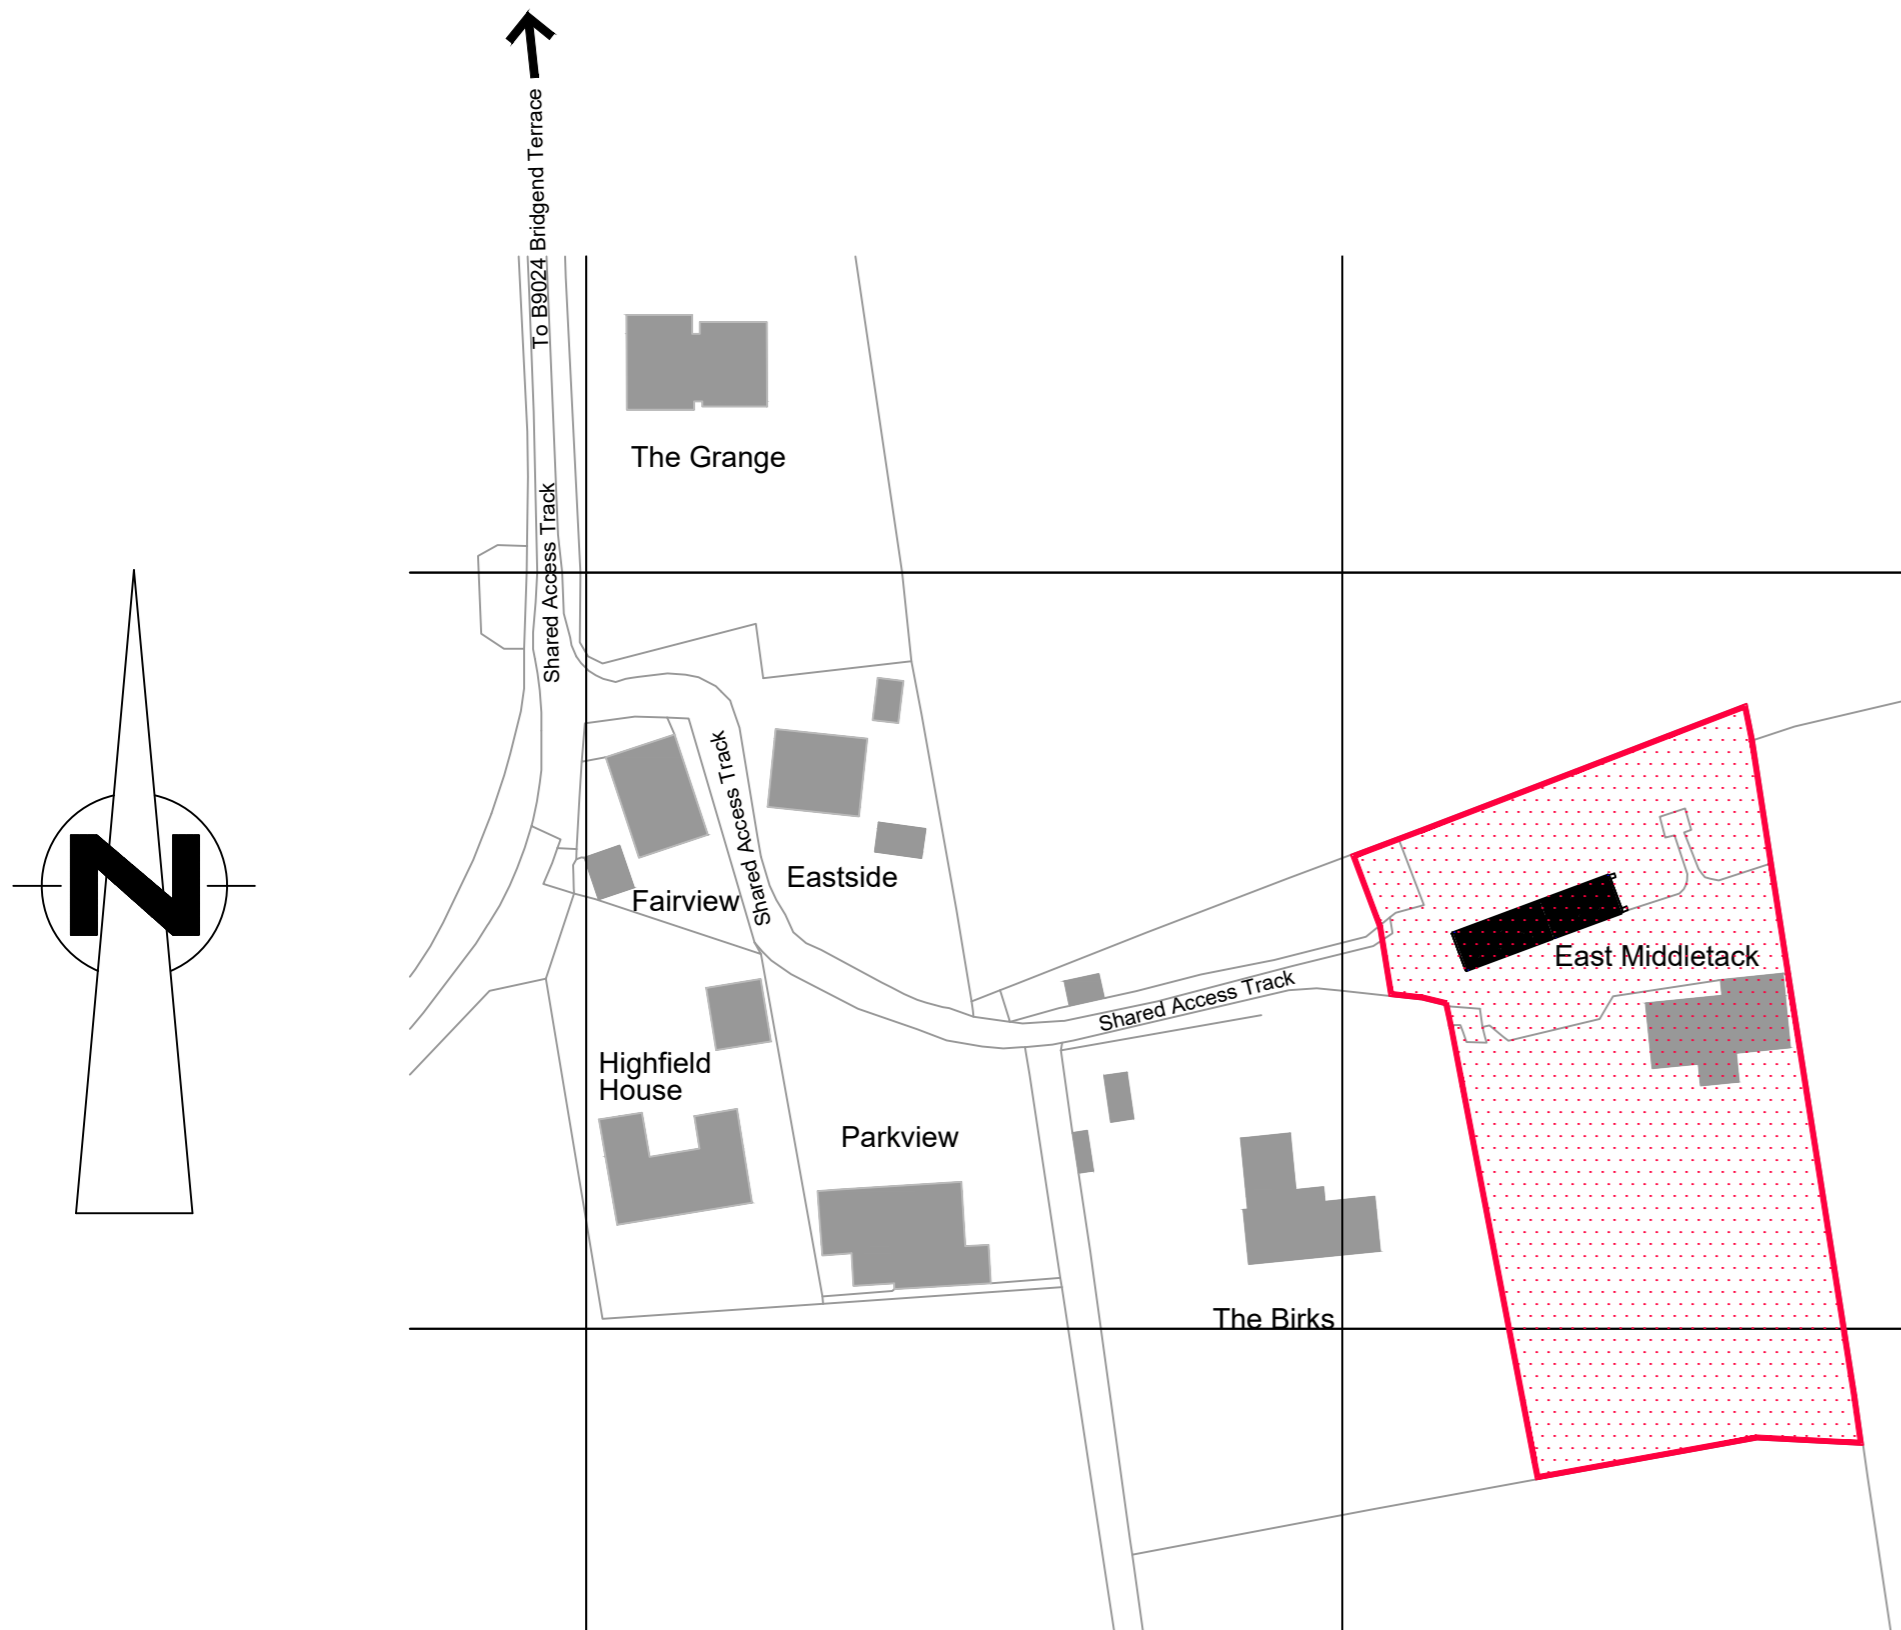 To B9024 Bridgend Terrace
The Grange
Shared Access Track
Shared Access Track
Eastside
Fairview
N
East Middletack
Shared Access Track
Highfield
House
Parkview
The Birks